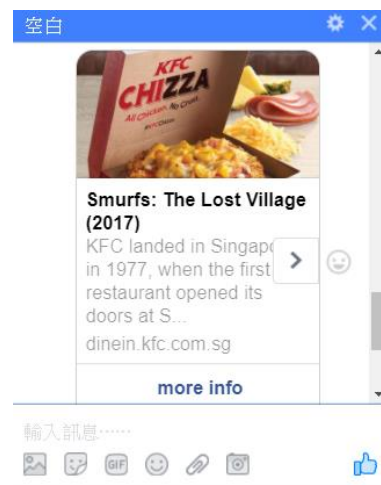 空白
KFC
CHIZZA
All Chicken, No Crust.
Smurfs: The Lost Village
(2017)
KFC landed in Singapo
in 1977, when the first
restaurant opened its
doors at S...
dinein.kfc.com.sg
more info
輸入訊息……
GIF